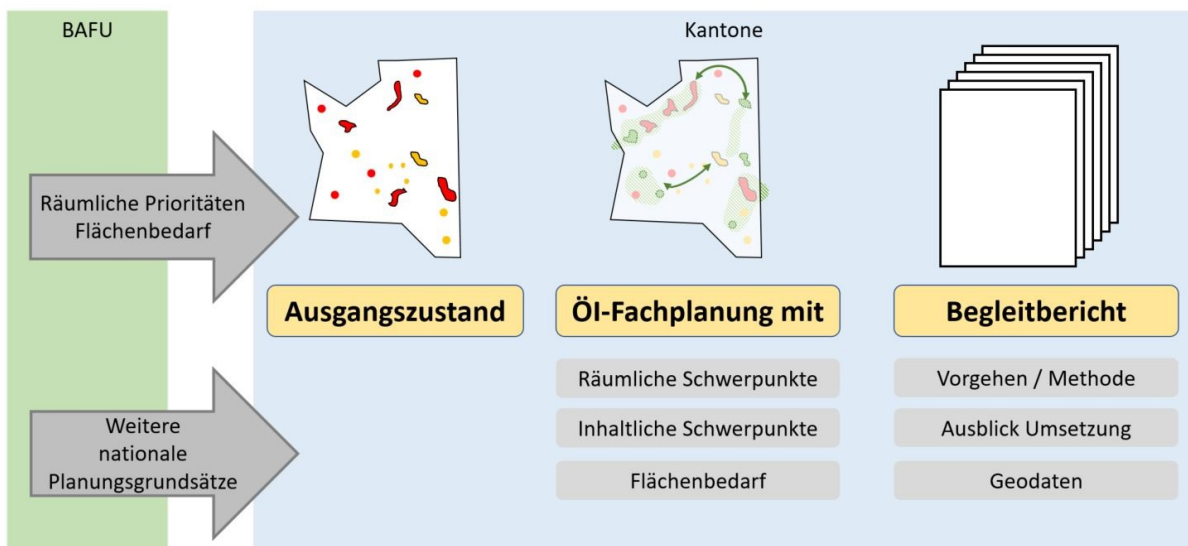 BAFU
Kantone
Räumliche Prioritäten
Flächenbedarf
Ausgangszustand
ÖI-Fachplanung mit
Begleitbericht
Räumliche Schwerpunkte
Vorgehen / Methode
Weitere
nationale
Planungsgrundsätze
Inhaltliche Schwerpunkte
Ausblick Umsetzung
Flächenbedarf
Geodaten